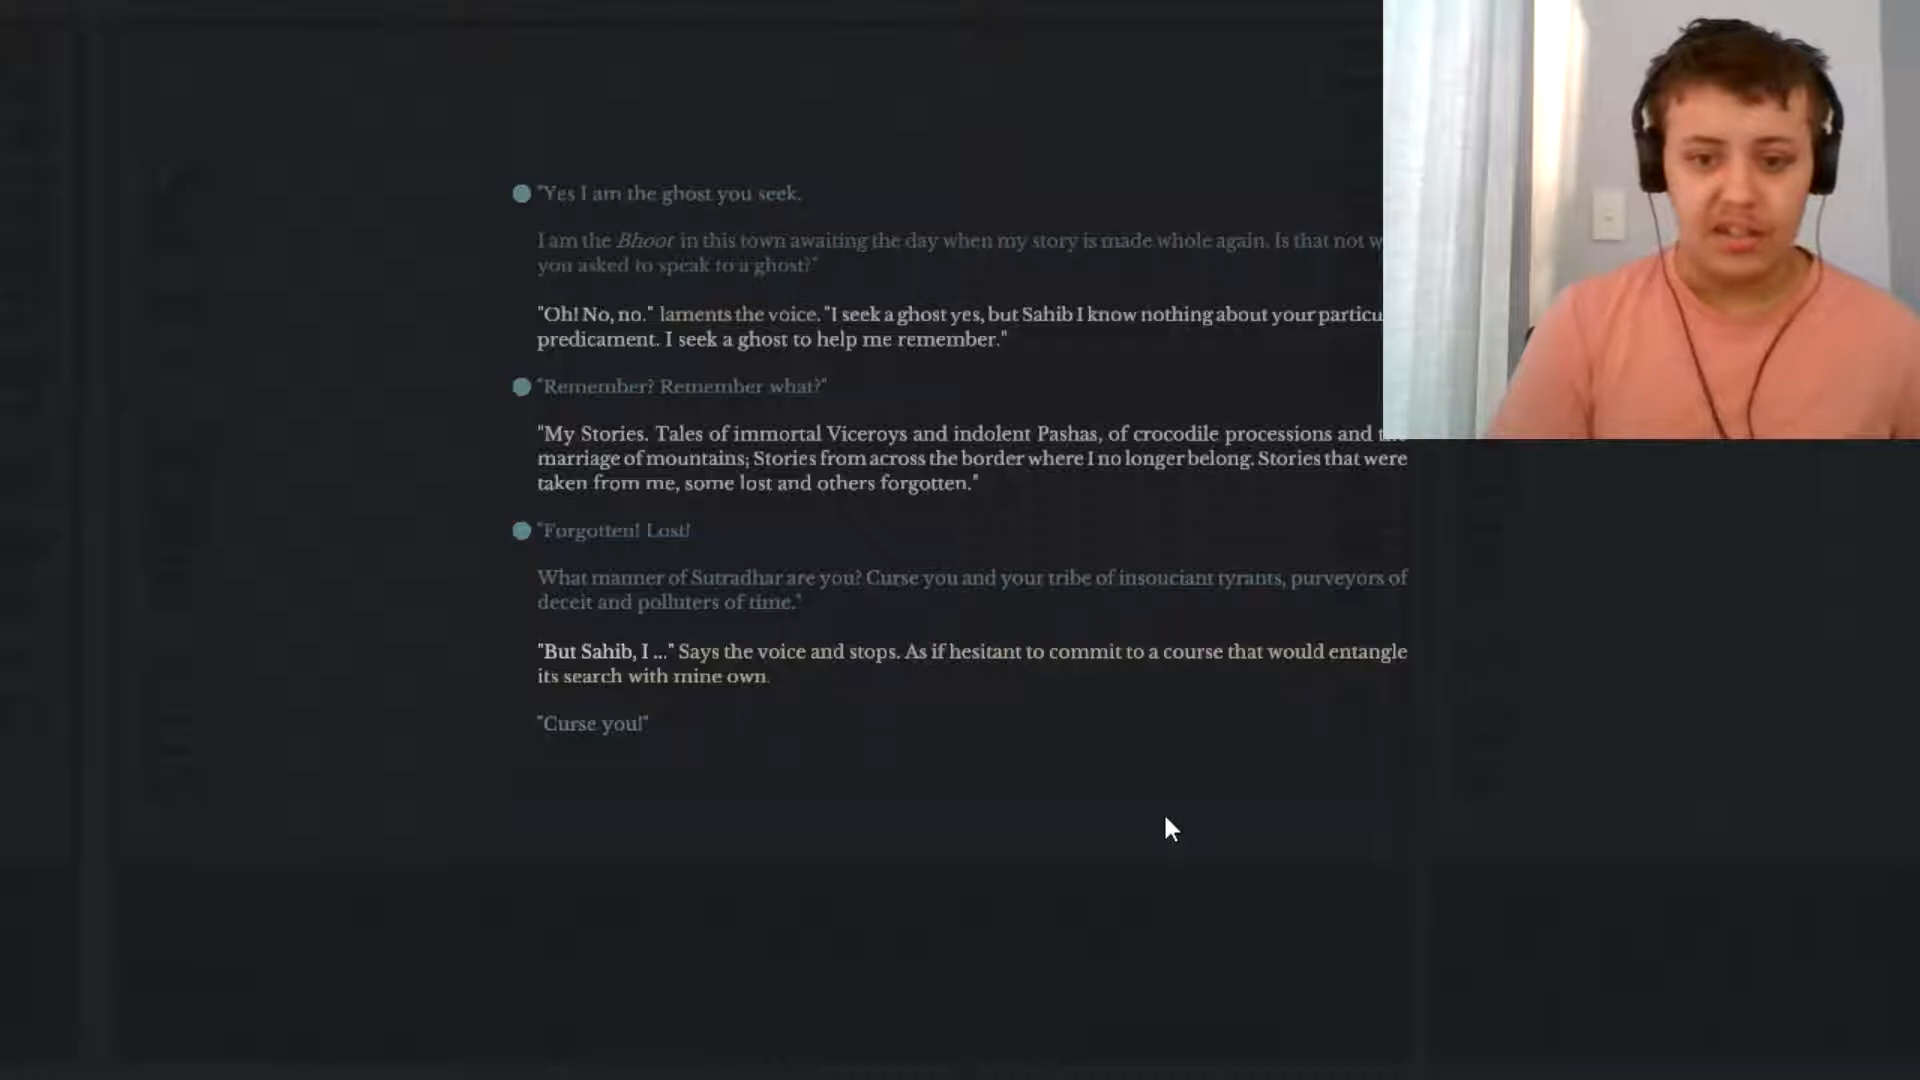 "Yes I am the ghost you seek.
I am the Bhoot in this town awaiting the day when my story is made whole again. Is that not
you asked to speak to a ghost?"
"Oh! No, no." laments the voice. "I seek a ghost yes, but Sahib I know nothing about your
predicament. I seek a ghost to help me remember."
"Remember? Remember what?"
"My Stories. Tales of immortal Viceroys and indolent Pashas, of crocodile processions and
marriage of mountains; Stories from across the border where I no longer belong. Stories that were
taken from me, some lost and others forgotten."
"Forgotten! Lost!
What manner of Sutradhar are you? Curse you and your tribe of insouciant tyrants, purveyors of
deceit and polluters of time."
"But Sahib, I ..." Says the voice and stops. As if hesitant to commit to a course that would entangle
its search with mine own.
"Curse you!"